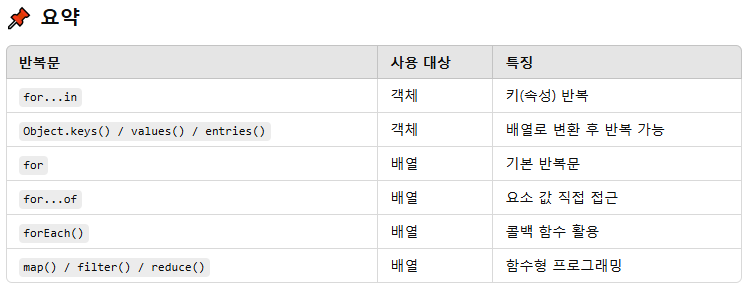 📌 요약
반복문 사용 대상 특징
for...in 객체 키(속성) 반복
Object.keys() / values() / entries() 객체 배열로 변환 후 반복 가능
for 배열 기본 반복문
for...of 배열 요소 값 직접 접근
forEach() 배열 콜백 함수 활용
map() / filter() / reduce() 배열 함수형 프로그래밍